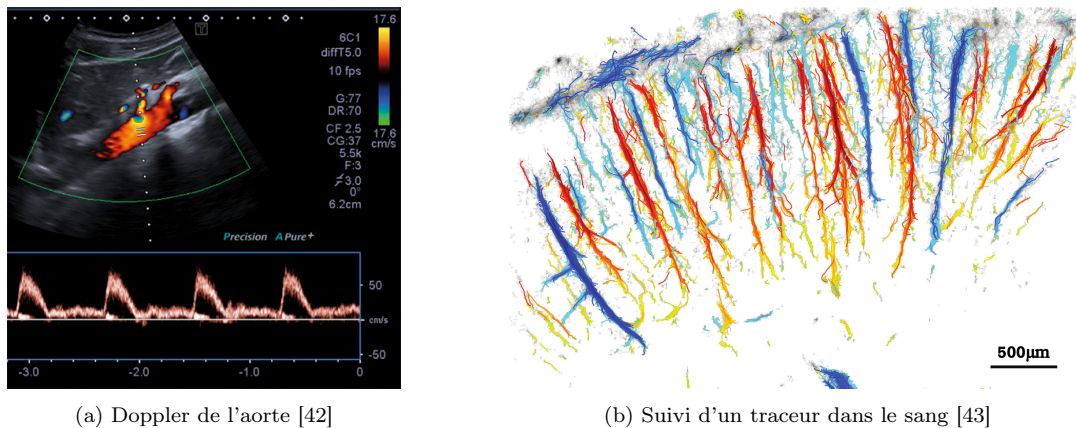 17.6
6C1
diffT5.0
10 fps
G:77
DR:70
CF 2.5
CG:37
5.5k
F:3
3.0
0°
6.2cm
17.6
cm/s
Precision A Pure+
50
cm/s
-50
-3.0 -2.0 -1.0 0
500µm
(a) Doppler de l'aorte [42]
(b) Suivi d'un traceur dans le sang [43]